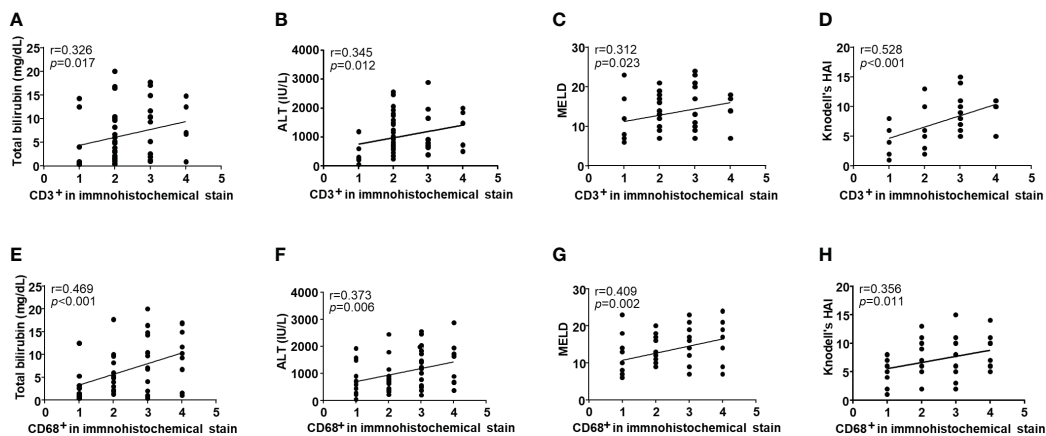 A
Total bilirubin (mg/dL)
r=0.326
p=0.017
25
20
15
10
5
0
0 1 2 3 4 5
CD3+ in immnohistochemical stain
B
ALT (IU/L)
r=0.345
p=0.012
4000
3000
2000
1000
0
0 1 2 3 4 5
CD3+ in immnohistochemical stain
C
MELD
r=0.312
p=0.023
30
20
10
0
0 1 2 3 4 5
CD3+ in immnohistochemical stain
D
Knodell's HAI
r=0.528
p<0.001
20
15
10
5
0
0 1 2 3 4 5
CD3+ in immnohistochemical stain
E
Total bilirubin (mg/dL)
r=0.469
p<0.001
25
20
15
10
5
0
0 1 2 3 4 5
CD68+ in immnohistochemical stain
F
ALT (IU/L)
r=0.373
p=0.006
4000
3000
2000
1000
0
0 1 2 3 4 5
CD68+ in immnohistochemical stain
G
MELD
r=0.409
p=0.002
30
20
10
0
0 1 2 3 4 5
CD68+ in immnohistochemical stain
H
Knodell's HAI
r=0.356
p=0.011
20
15
10
5
0
0 1 2 3 4 5
CD68+ in immnohistochemical stain